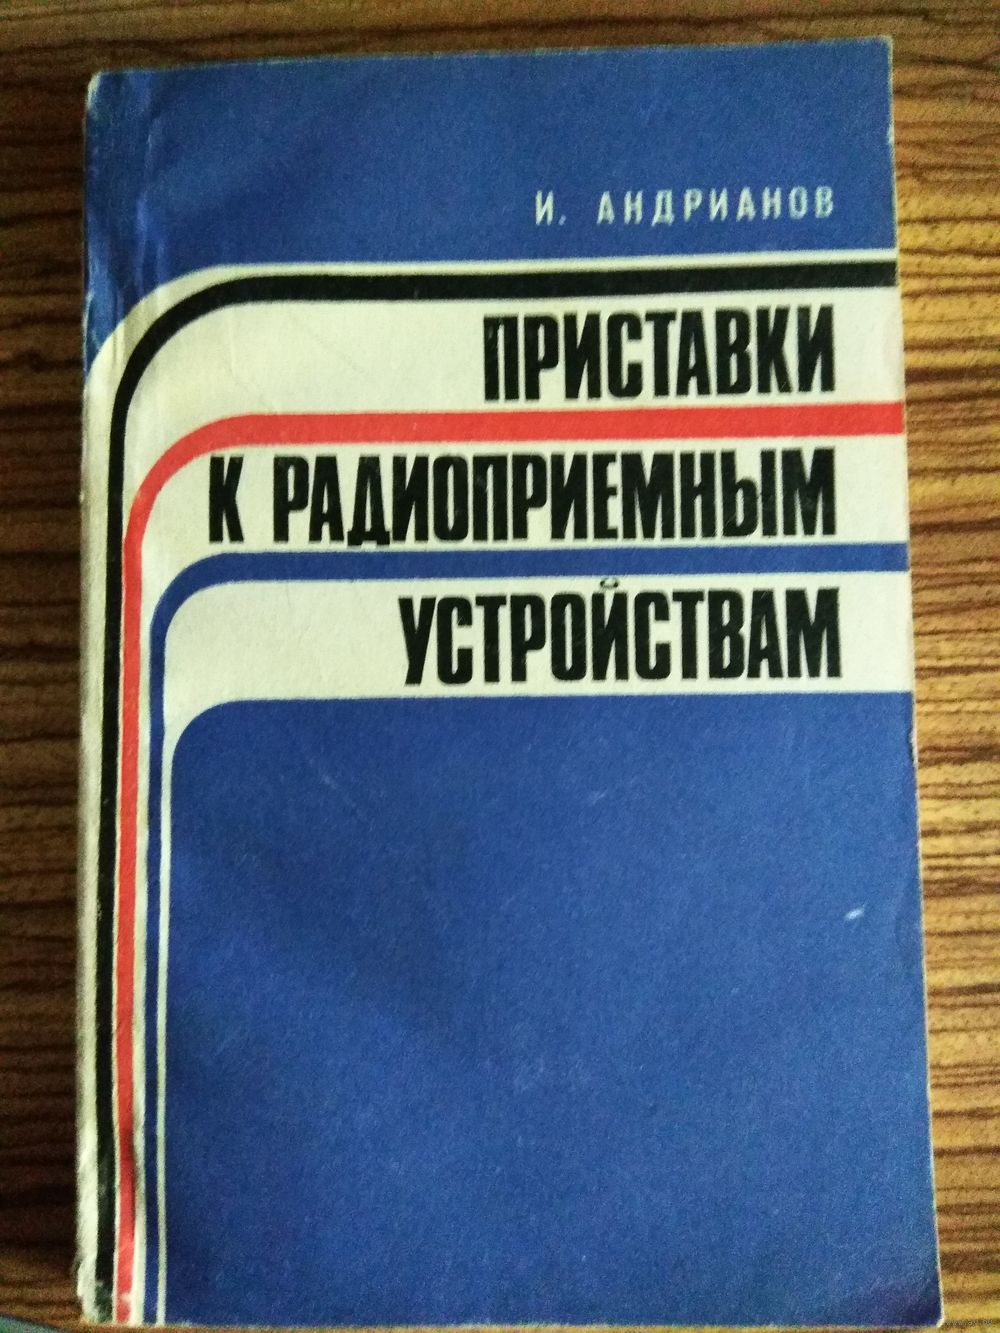 И. АНДРИАНОВ
ПРИСТАВКИ
К РАДИОПРИЕМНЫМ
УСТРОЙСТВАМ